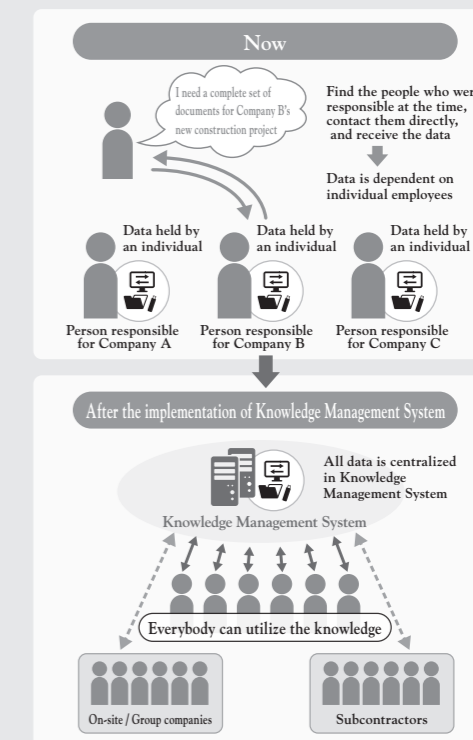 Now
I need a complete set of
documents for Company B's
new construction project
Find the people who were
responsible at the time,
contact them directly,
and receive the data
Data is dependent on
individual employees
Data held by
an individual
Data held by
an individual
Data held by
an individual
Person responsible
for Company A
Person responsible
for Company B
Person responsible
for Company C
After the implementation of Knowledge Management System
All data is centralized
in Knowledge
Management System
Knowledge Management System
Everybody can utilize the knowledge
On-site / Group companies
Subcontractors